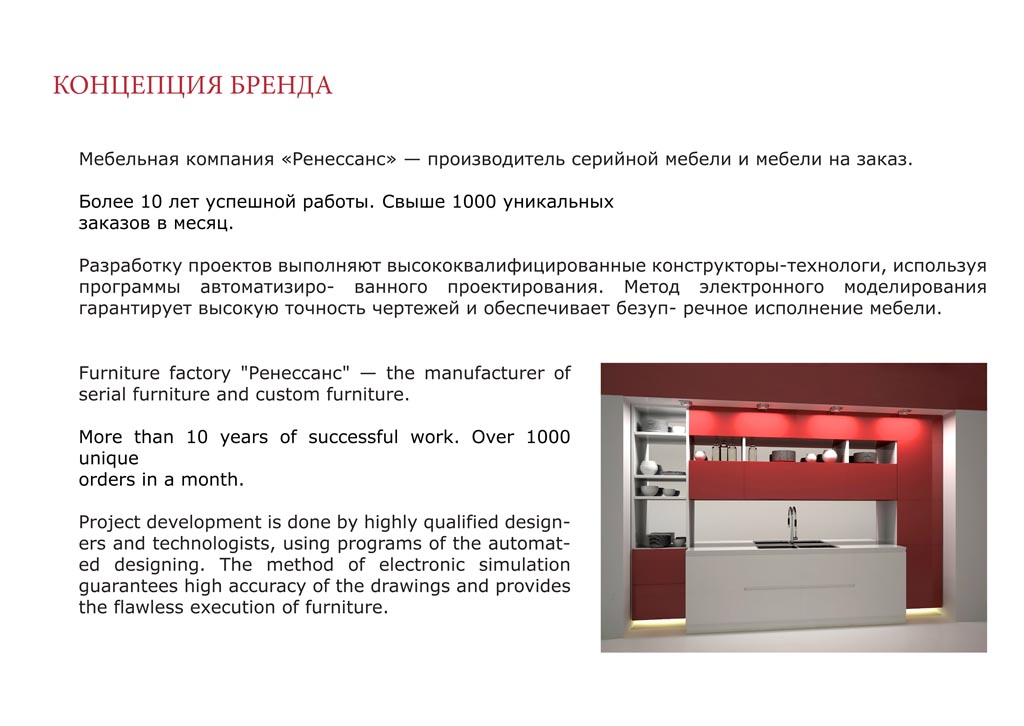 КОНЦЕПЦИЯ БРЕНДА
Мебельная компания «Ренессанс» — производитель серийной мебели и мебели на заказ.
Более 10 лет успешной работы. Свыше 1000 уникальных
заказов в месяц.
Разработку проектов выполняют высококвалифицированные конструкторы-технологи, используя
программы автоматизиро- ванного проектирования. Метод электронного моделирования
гарантирует высокую точность чертежей и обеспечивает безуп- речное исполнение мебели.
Furniture factory "Ренессанс" — the manufacturer of
serial furniture and custom furniture.
More than 10 years of successful work. Over 1000
unique
orders in a month.
Project development is done by highly qualified design-
ers and technologists, using programs of the automat-
ed designing. The method of electronic simulation
guarantees high accuracy of the drawings and provides
the flawless execution of furniture.